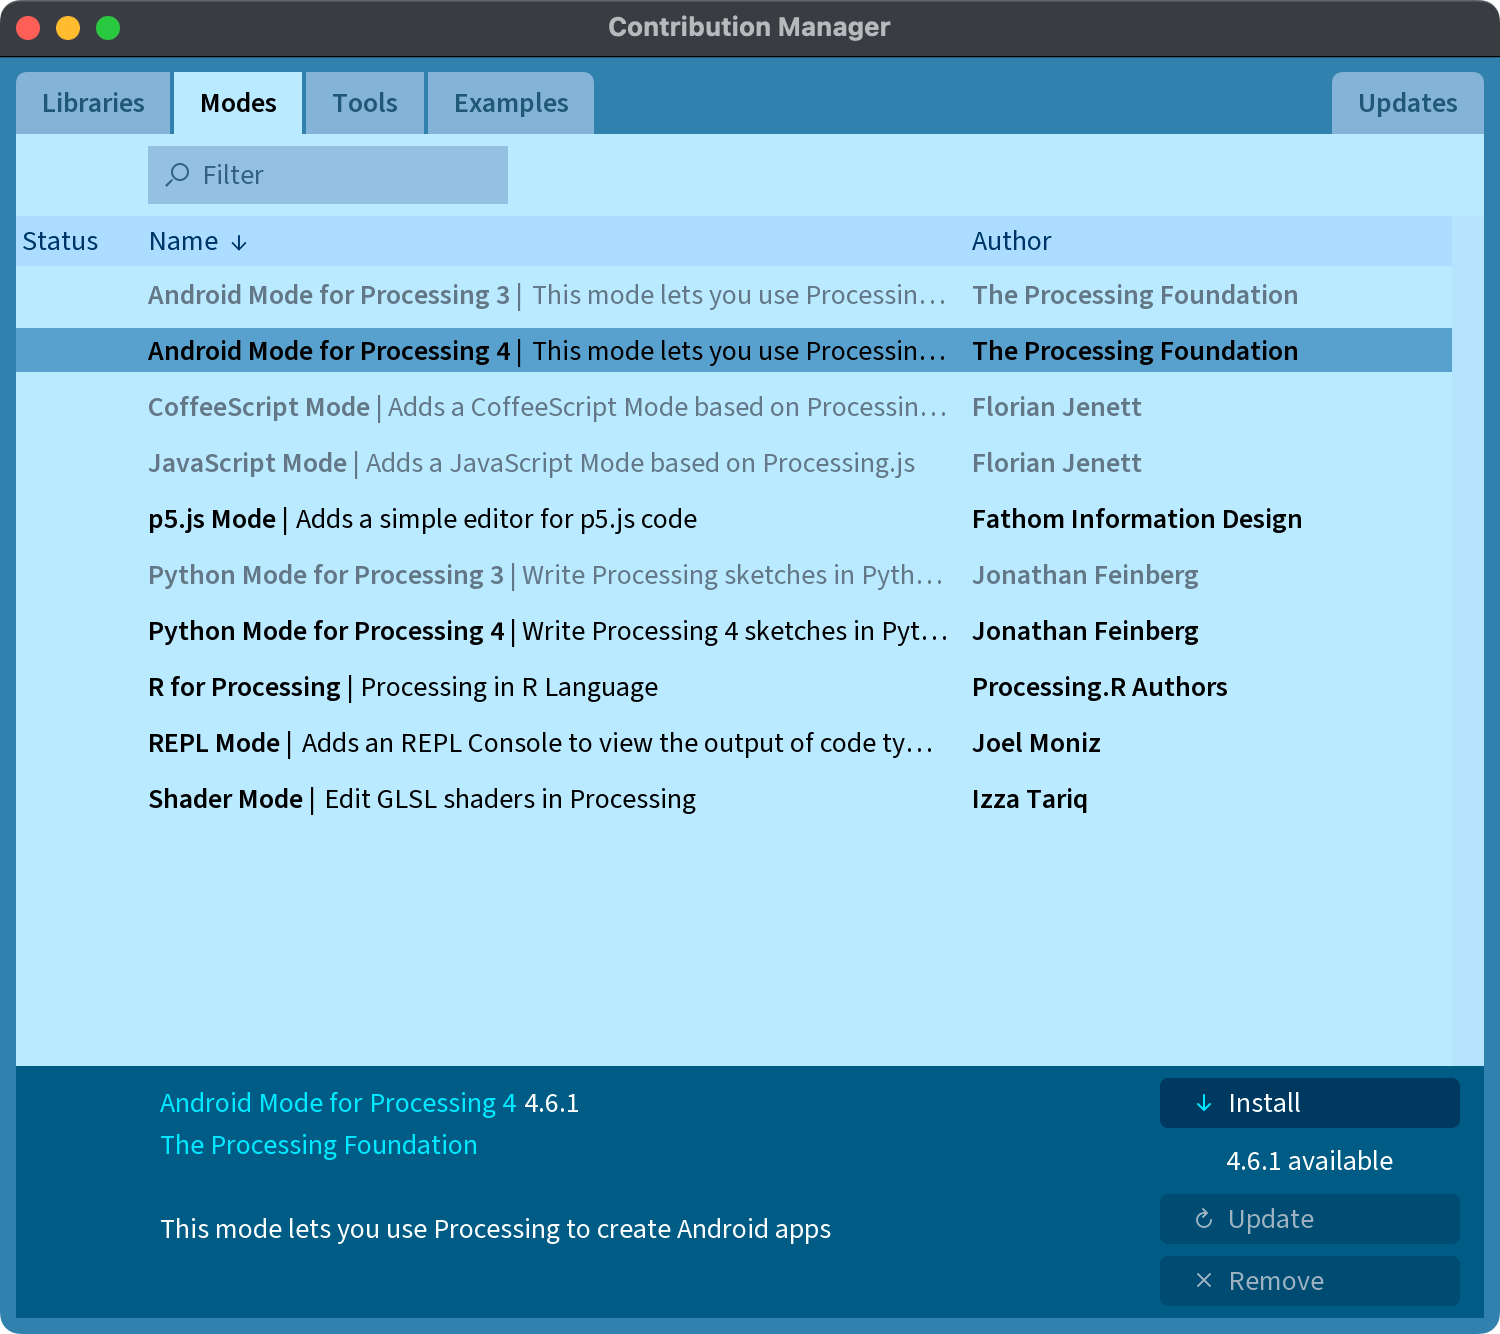 Contribution Manager
Libraries Modes Tools Examples Updates
Filter
Status Name ↓ Author
Android Mode for Processing 3 | This mode lets you use Processin... The Processing Foundation
Android Mode for Processing 4 | This mode lets you use Processin... The Processing Foundation
CoffeeScript Mode | Adds a CoffeeScript Mode based on Processin... Florian Jenett
JavaScript Mode | Adds a JavaScript Mode based on Processing.js Florian Jenett
p5.js Mode | Adds a simple editor for p5.js code Fathom Information Design
Python Mode for Processing 3 | Write Processing sketches in Pyth... Jonathan Feinberg
Python Mode for Processing 4 | Write Processing 4 sketches in Pyt... Jonathan Feinberg
R for Processing | Processing in R Language Processing.R Authors
REPL Mode | Adds an REPL Console to view the output of code ty... Joel Moniz
Shader Mode | Edit GLSL shaders in Processing Izza Tariq
Android Mode for Processing 4 4.6.1
The Processing Foundation
This mode lets you use Processing to create Android apps
↓ Install
4.6.1 available
Update
Remove